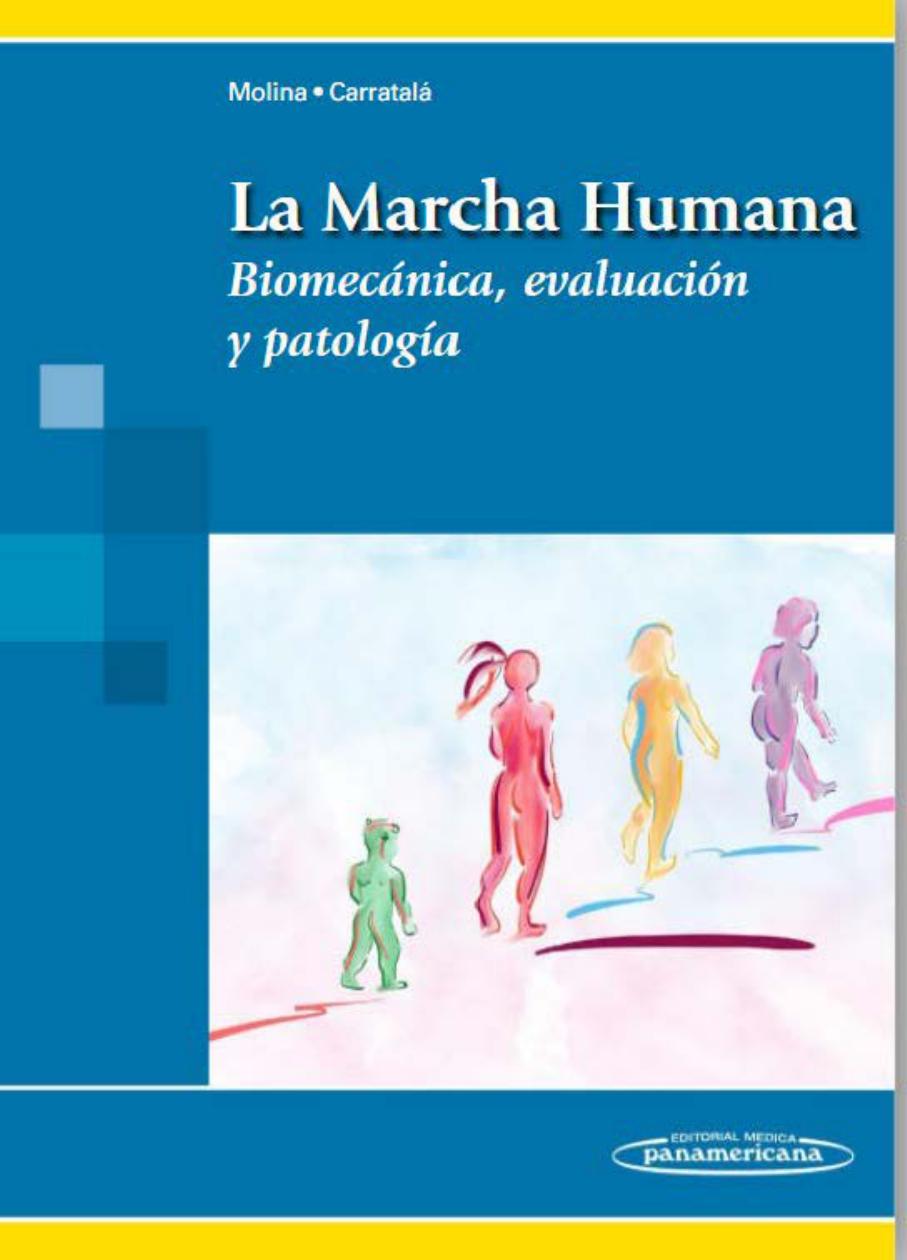 Molina • Carratalá
La Marcha Humana
Biomecánica, evaluación
y patología
EDITORIAL MEDICA
panamericana